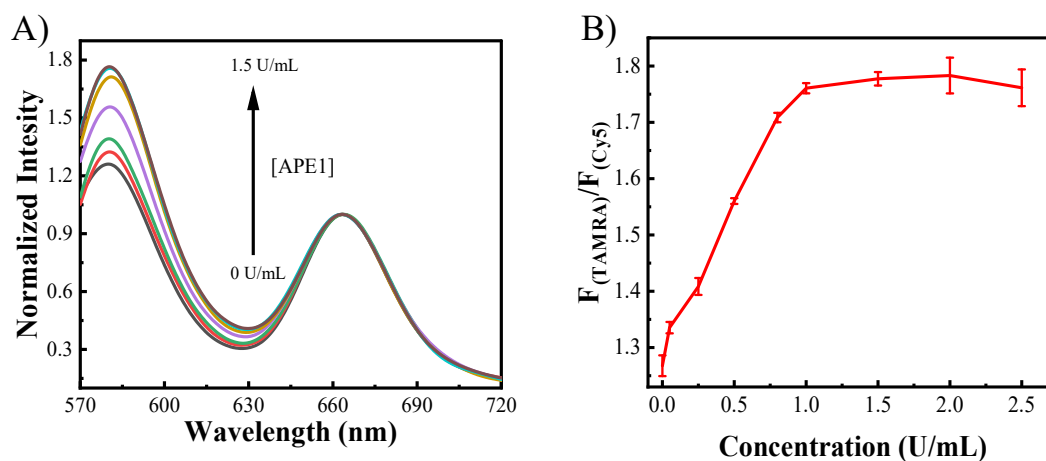 A)
1.8
1.5
1.2
0.9
0.6
0.3
Normalized Intesity
1.5 U/mL
[APE1]
0 U/mL
570 600 630 660 690 720
Wavelength (nm)
B)
1.8
1.7
1.6
1.5
1.4
1.3
F(TAMRA)/F(Cy5)
0.0 0.5 1.0 1.5 2.0 2.5
Concentration (U/mL)